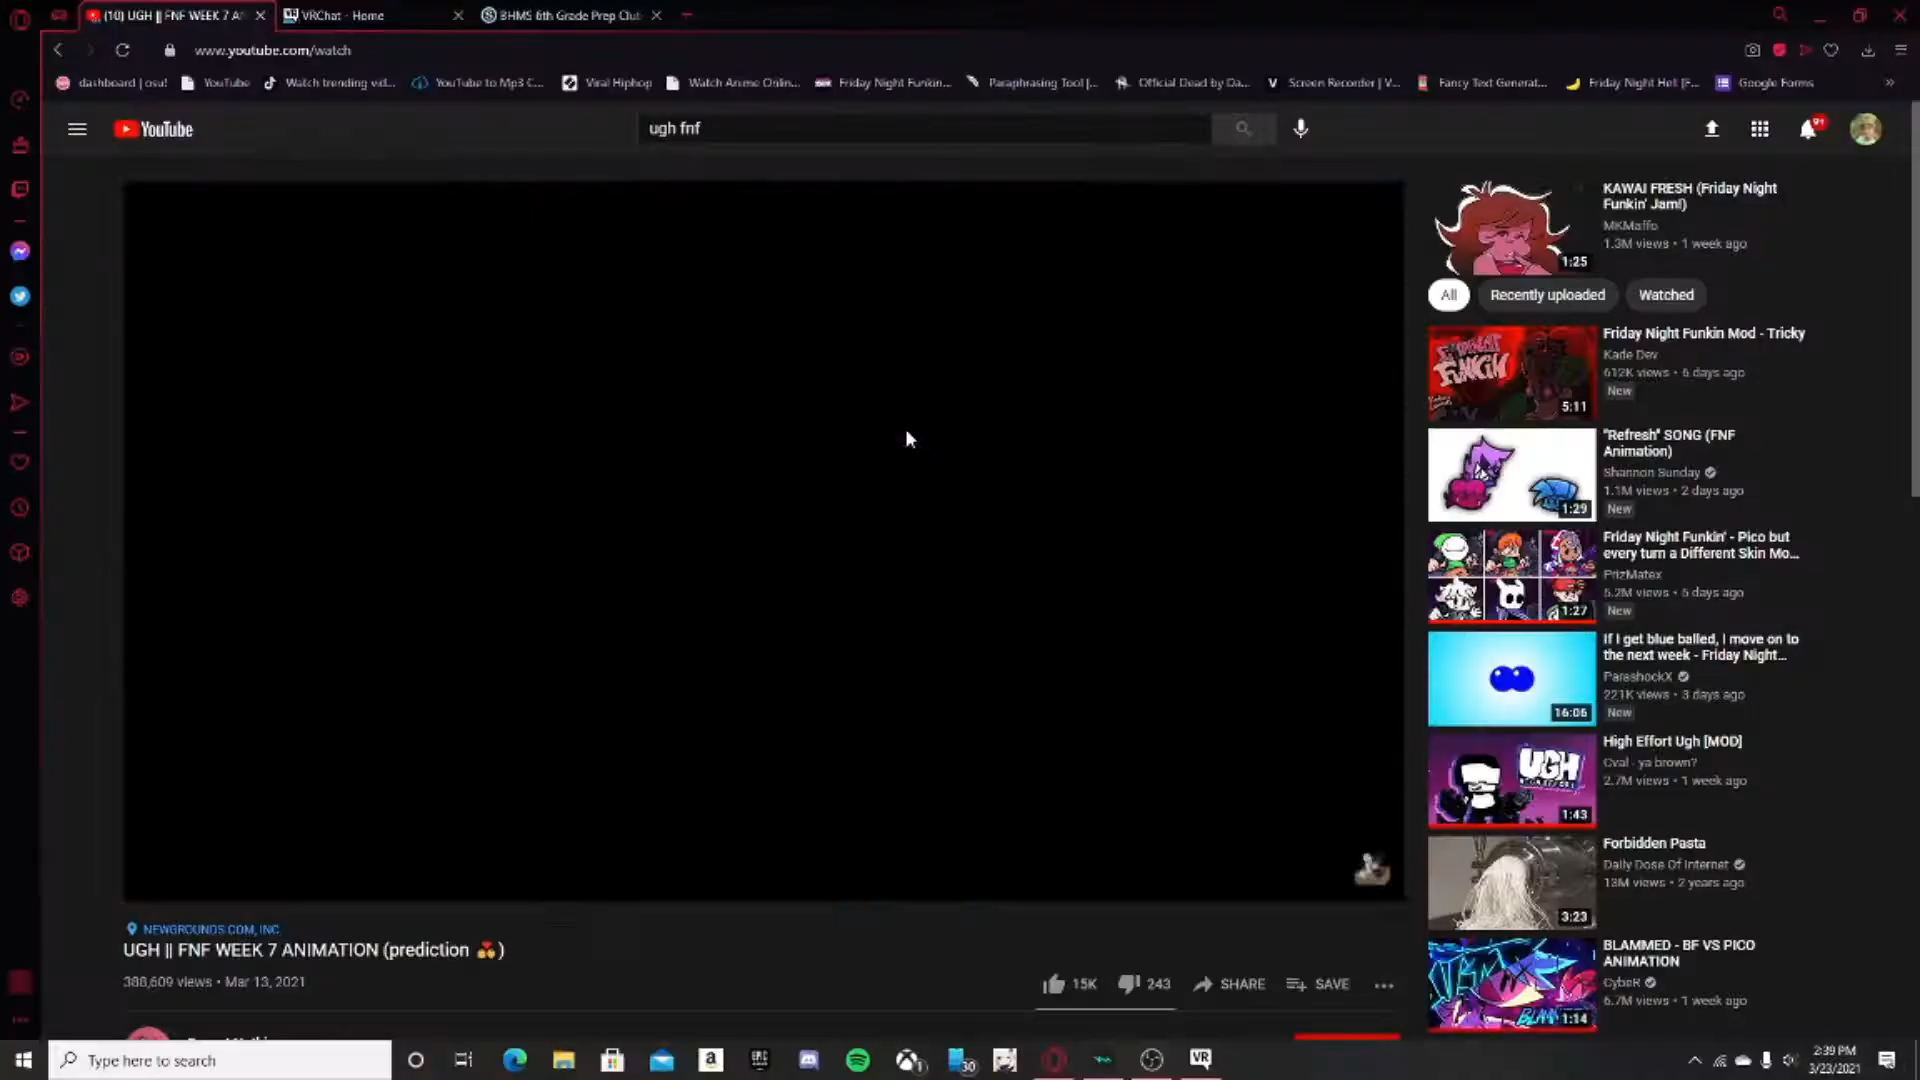 (10) UGH || FNF WEEK 7 A
VRChat - Home
BHMS 6th Grade Prep Clu
www.youtube.com/watch
dashboard | osu!
YouTube
Watch trending vid...
YouTube to Mp3 C...
Viral Hiphop
Watch Anime Onlin...
Friday Night Funkin...
Paraphrasing Tool |...
Official Dead by Da...
Screen Recorder | V...
Fancy Text Generat...
Friday Night Hell [F...
Google Forms
YouTube
ugh fnf
9+
KAWAI FRESH (Friday Night
Funkin' Jam!)
MKMaffo
1.3M views • 1 week ago
1:25
All
Recently uploaded
Watched
Friday Night Funkin Mod - Tricky
Kade Dev
612K views • 6 days ago
New
FUNKIN
5:11
"Refresh" SONG (FNF
Animation)
Shannon Sunday
1.1M views • 2 days ago
New
1:29
Friday Night Funkin' - Pico but
every turn a Different Skin Mo...
PrizMatex
5.2M views • 5 days ago
New
1:27
If I get blue balled, I move on to
the next week - Friday Night...
ParashockX
221K views • 3 days ago
New
16:06
High Effort Ugh [MOD]
Cval - ya brown?
2.7M views • 1 week ago
UGH
1:43
Forbidden Pasta
Daily Dose Of Internet
13M views • 2 years ago
3:23
BLAMMED - BF VS PICO
ANIMATION
CybeR
6.7M views • 1 week ago
1:14
NEWGROUNDS.COM, INC.
UGH || FNF WEEK 7 ANIMATION (prediction 💑)
388,609 views • Mar 13, 2021
15K
243
SHARE
SAVE
Type here to search
a
EPIC
1
30
VR
2:39 PM
3/23/2021